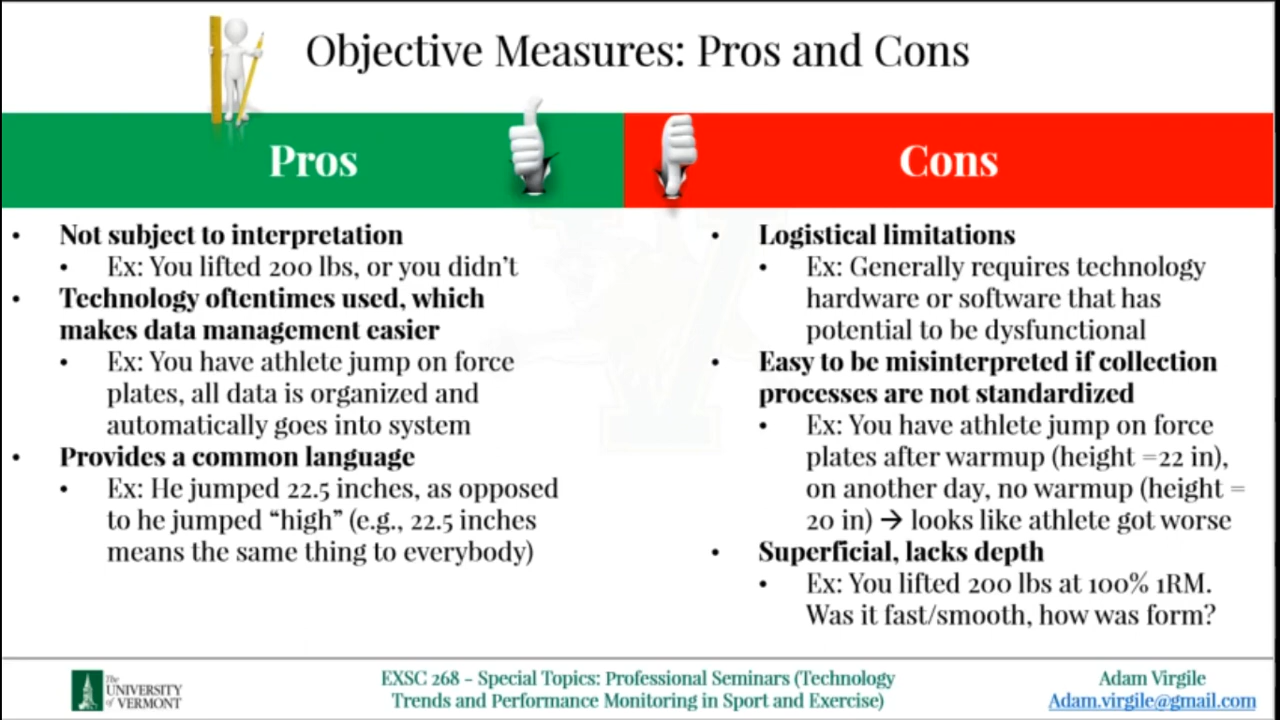 Objective Measures: Pros and Cons
Pros
Cons
• Not subject to interpretation
• Ex: You lifted 200 lbs, or you didn't
• Technology oftentimes used, which
makes data management easier
• Ex: You have athlete jump on force
plates, all data is organized and
automatically goes into system
• Provides a common language
• Ex: He jumped 22.5 inches, as opposed
to he jumped “high” (e.g., 22.5 inches
means the same thing to everybody)
• Logistical limitations
• Ex: Generally requires technology
hardware or software that has
potential to be dysfunctional
• Easy to be misinterpreted if collection
processes are not standardized
• Ex: You have athlete jump on force
plates after warmup (height =22 in),
on another day, no warmup (height =
20 in) → looks like athlete got worse
• Superficial, lacks depth
• Ex: You lifted 200 lbs at 100% 1RM.
Was it fast/smooth, how was form?
The
UNIVERSITY
of VERMONT
EXSC 268 – Special Topics: Professional Seminars (Technology
Trends and Performance Monitoring in Sport and Exercise)
Adam Virgile
Adam.virgile@gmail.com